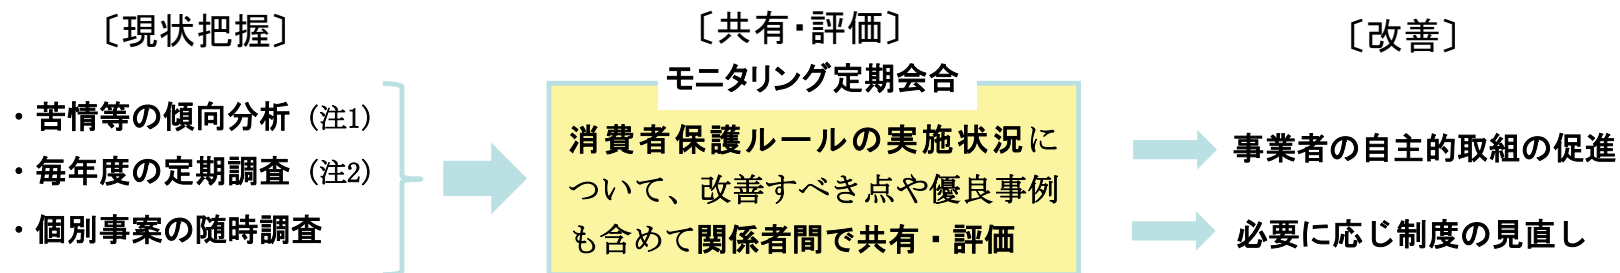 〔現状把握〕
・苦情等の傾向分析（注1）
・毎年度の定期調査（注2）
・個別事案の随時調査
〔共有・評価〕
モニタリング定期会合
消費者保護ルールの実施状況に
ついて、改善すべき点や優良事例
も含めて関係者間で共有・評価
〔改善〕
事業者の自主的取組の促進
必要に応じ制度の見直し